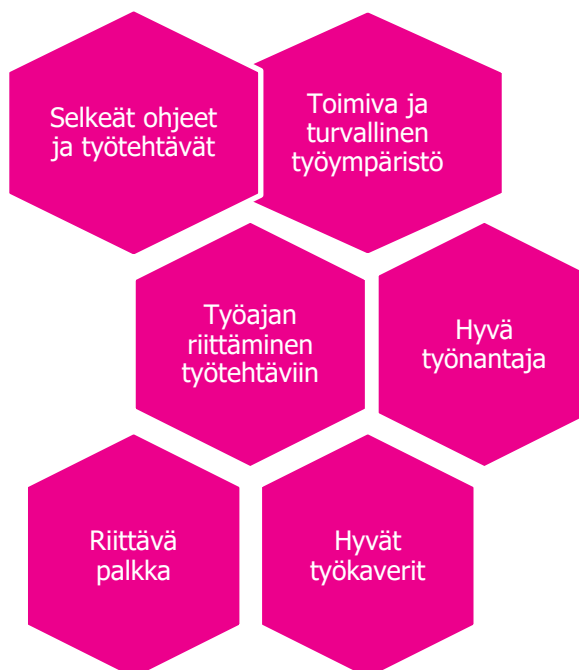 Selkeät ohjeet
ja työtehtävät
Toimiva ja
turvallinen
työympäristö
Työajan
riittäminen
työtehtäviin
Hyvä
työnantaja
Riittävä
palkka
Hyvät
työkaverit